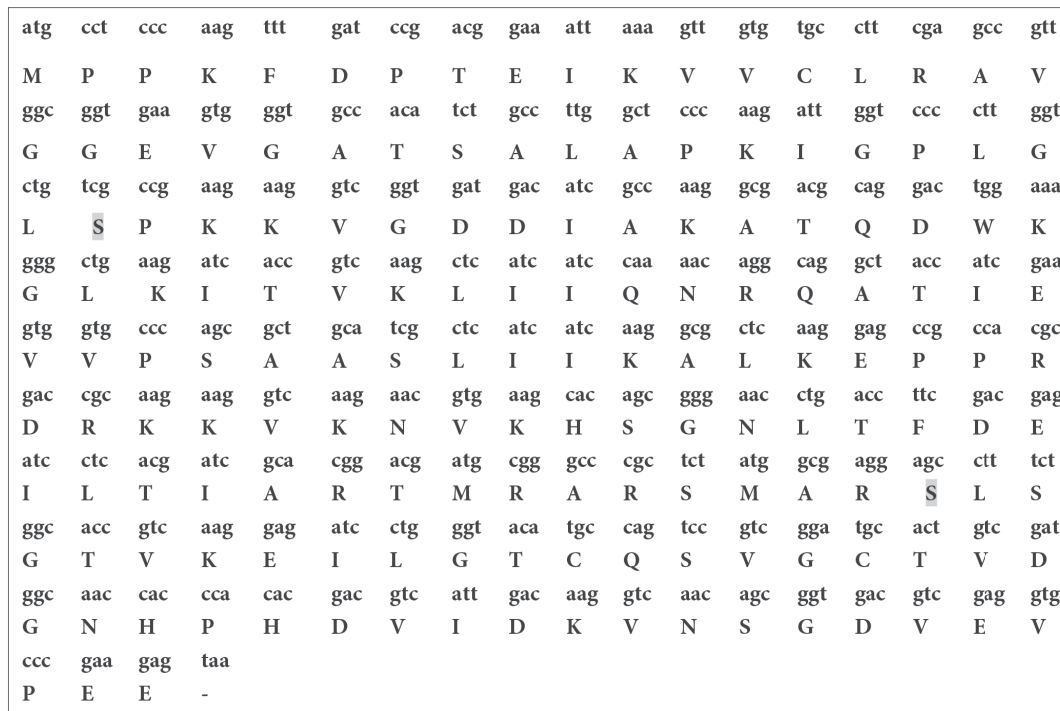 atg cct ccc aag ttt gat ccg acg gaa att aaa gtt gtg tgc ctt cga gcc gtt
M P P K F D P T E I K V V C L R A V
ggc ggt gaa gtg ggt gcc aca tct gcc ttg gct ccc aag att ggt ccc ctt ggt
G G E V G A T S A L A P K I G P L G
ctg tcg ccg aag aag gtc ggt gat gac atc gcc aag gcg acg cag gac tgg aaa
L S P K K V G D D I A K A T Q D W K
ggg ctg aag atc acc gtc aag ctc atc atc caa aac agg cag gct acc atc gaa
G L K I T V K L I I Q N R Q A T I E
gtg gtg ccc agc gct gca tcg ctc atc atc aag gcg ctc aag gag ccg cca cgc
V V P S A A S L I I K A L K E P P R
gac cgc aag aag gtc aag aac gtg aag cac agc ggg aac ctg acc ttc gac gag
D R K K V K N V K H S G N L T F D E
atc ctc acg atc gca cgg acg atg cgg gcc cgc tct atg gcg agg agc ctt tct
I L T I A R T M R A R S M A R S L S
ggc acc gtc aag gag atc ctg ggt aca tgc cag tcc gtc gga tgc act gtc gat
G T V K E I L G T C Q S V G C T V D
ggc aac cac cca cac gac gtc att gac aag gtc aac agc ggt gac gtc gag gtg
G N H P H D V I D K V N S G D V E V
ccc gaa gag taa
P E E -